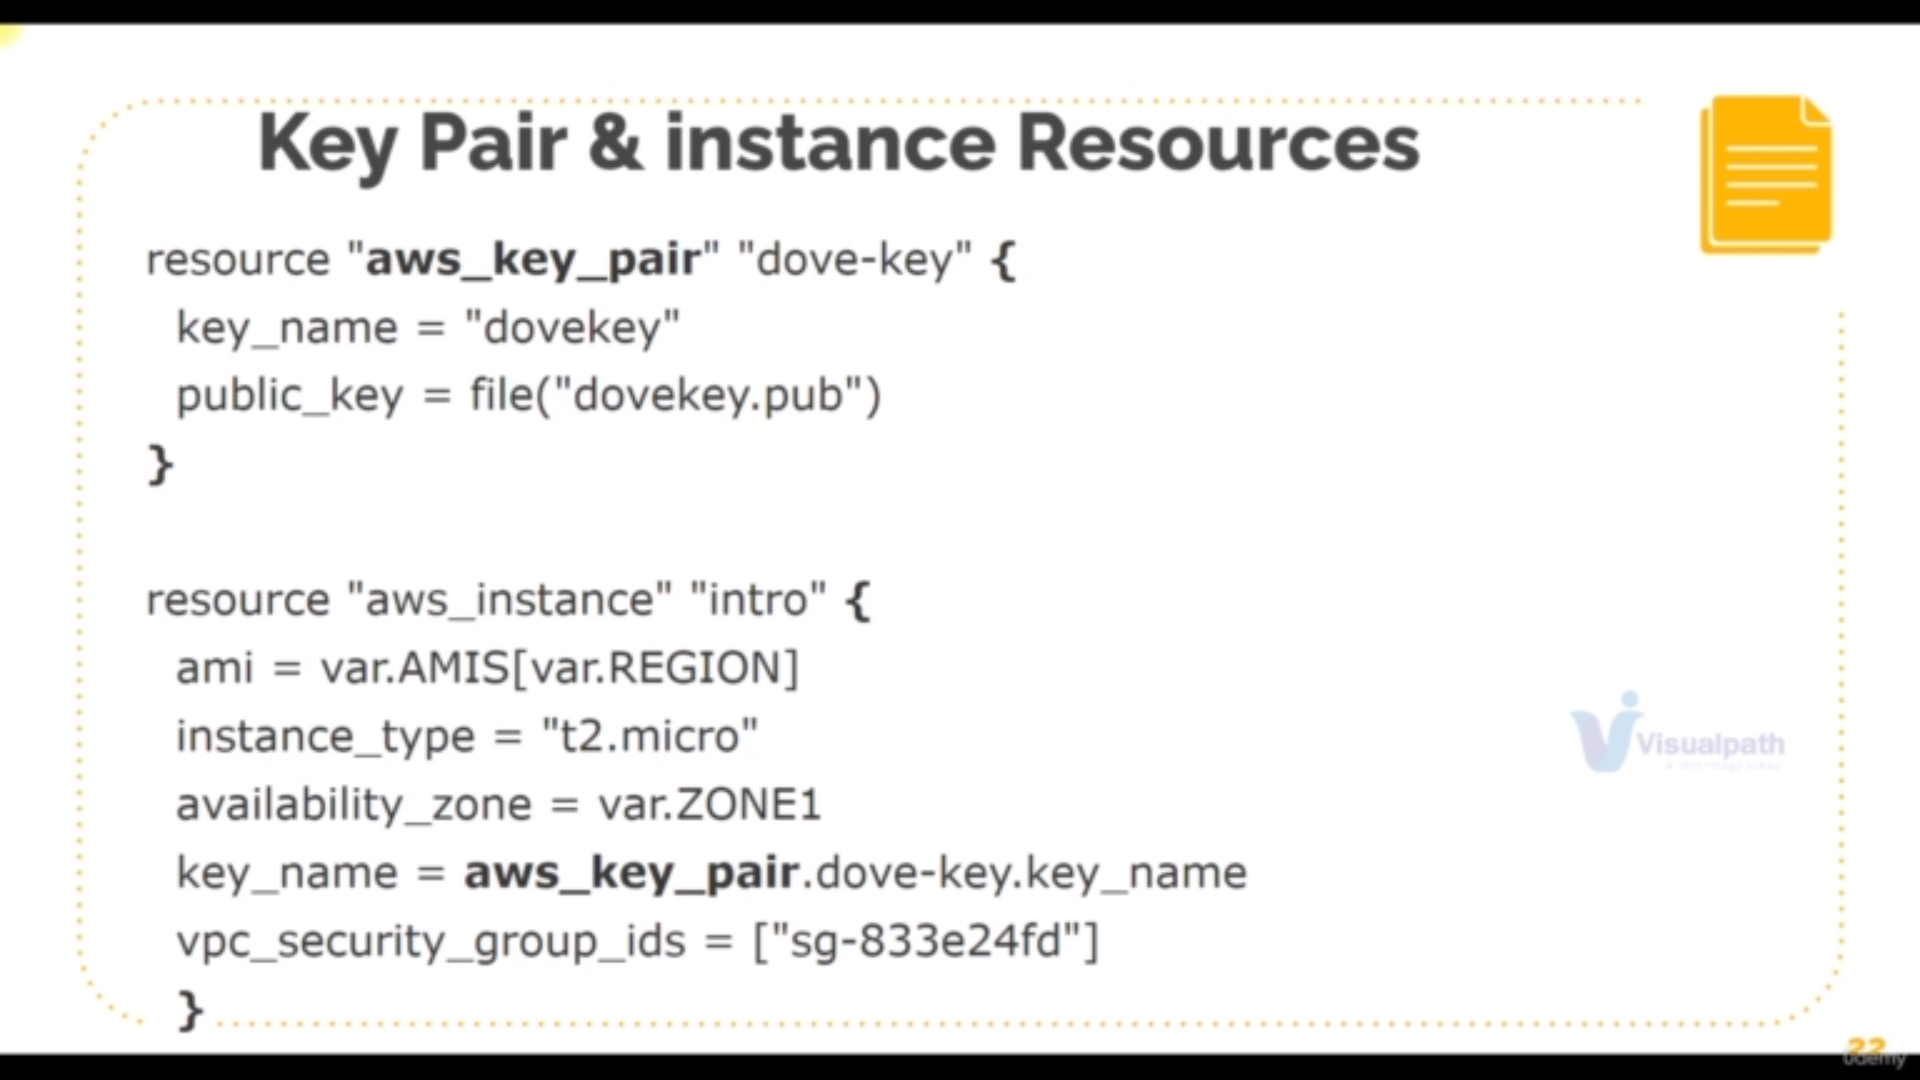 Key Pair & instance Resources
resource "aws_key_pair" "dove-key" {
key_name = "dovekey"
public_key = file("dovekey.pub")
}
resource "aws_instance" "intro" {
ami = var.AMIS[var.REGION]
instance_type = "t2.micro"
availability_zone = var.ZONE1
key_name = aws_key_pair.dove-key.key_name
vpc_security_group_ids = ["sg-833e24fd"]
}
Visualpath
22
udemy